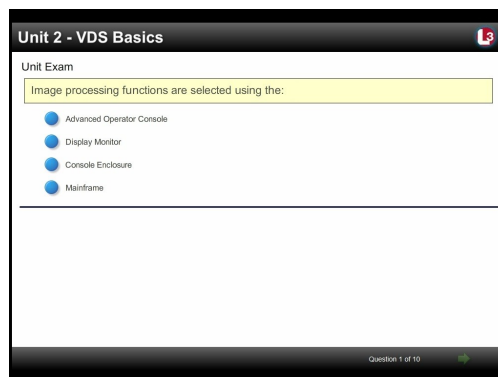 Unit 2 - VDS Basics
L3
Unit Exam
Image processing functions are selected using the:
Advanced Operator Console
Display Monitor
Console Enclosure
Mainframe
Question 1 of 10